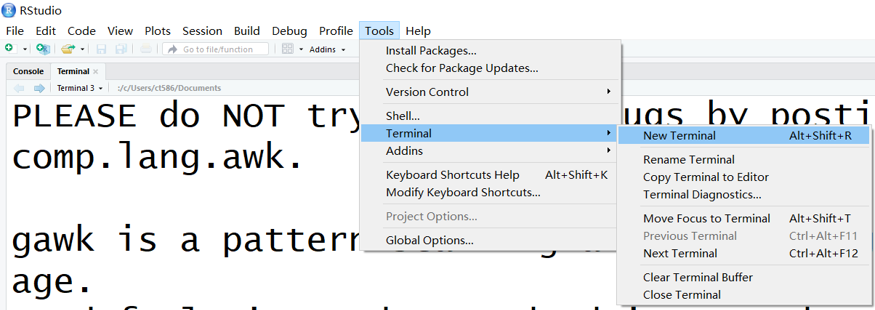 RStudio
File Edit Code View Plots Session Build Debug Profile Tools Help
Go to file/function Addins
Console Terminal
Terminal 3 :/c/Users/ct586/Documents
PLEASE do NOT try ugs by posti
comp.lang.awk.
gawk is a pattern
age.
Install Packages...
Check for Package Updates...
Version Control
Shell...
Terminal
Addins
Keyboard Shortcuts Help Alt+Shift+K
Modify Keyboard Shortcuts...
Project Options...
Global Options...
New Terminal Alt+Shift+R
Rename Terminal
Copy Terminal to Editor
Terminal Diagnostics...
Move Focus to Terminal Alt+Shift+T
Previous Terminal Ctrl+Alt+F11
Next Terminal Ctrl+Alt+F12
Clear Terminal Buffer
Close Terminal